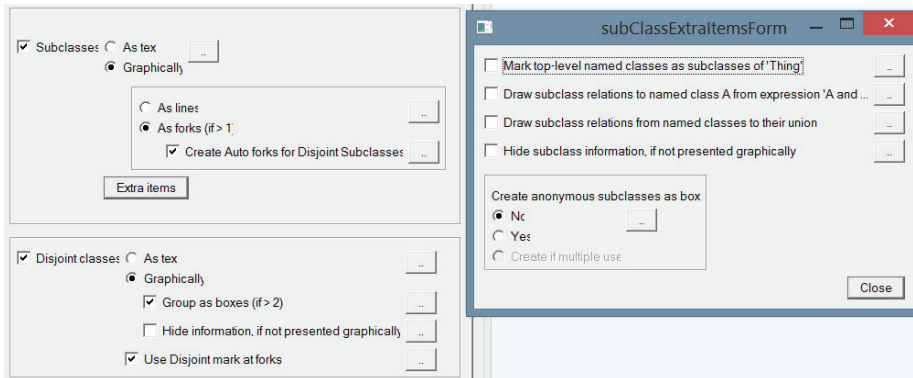 Subclasses
As tex
..
Graphically
As lines
..
As forks (if > 1)
Create Auto forks for Disjoint Subclasses
..
Extra items
Disjoint classes
As tex
..
Graphically
Group as boxes (if > 2)
..
Hide information, if not presented graphically
..
Use Disjoint mark at forks
..
subClassExtraItemsForm
Mark top-level named classes as subclasses of 'Thing'
..
Draw subclass relations to named class A from expression 'A and ...
..
Draw subclass relations from named classes to their union
..
Hide subclass information, if not presented graphically
..
Create anonymous subclasses as box
No
..
Yes
Create if multiple use
Close